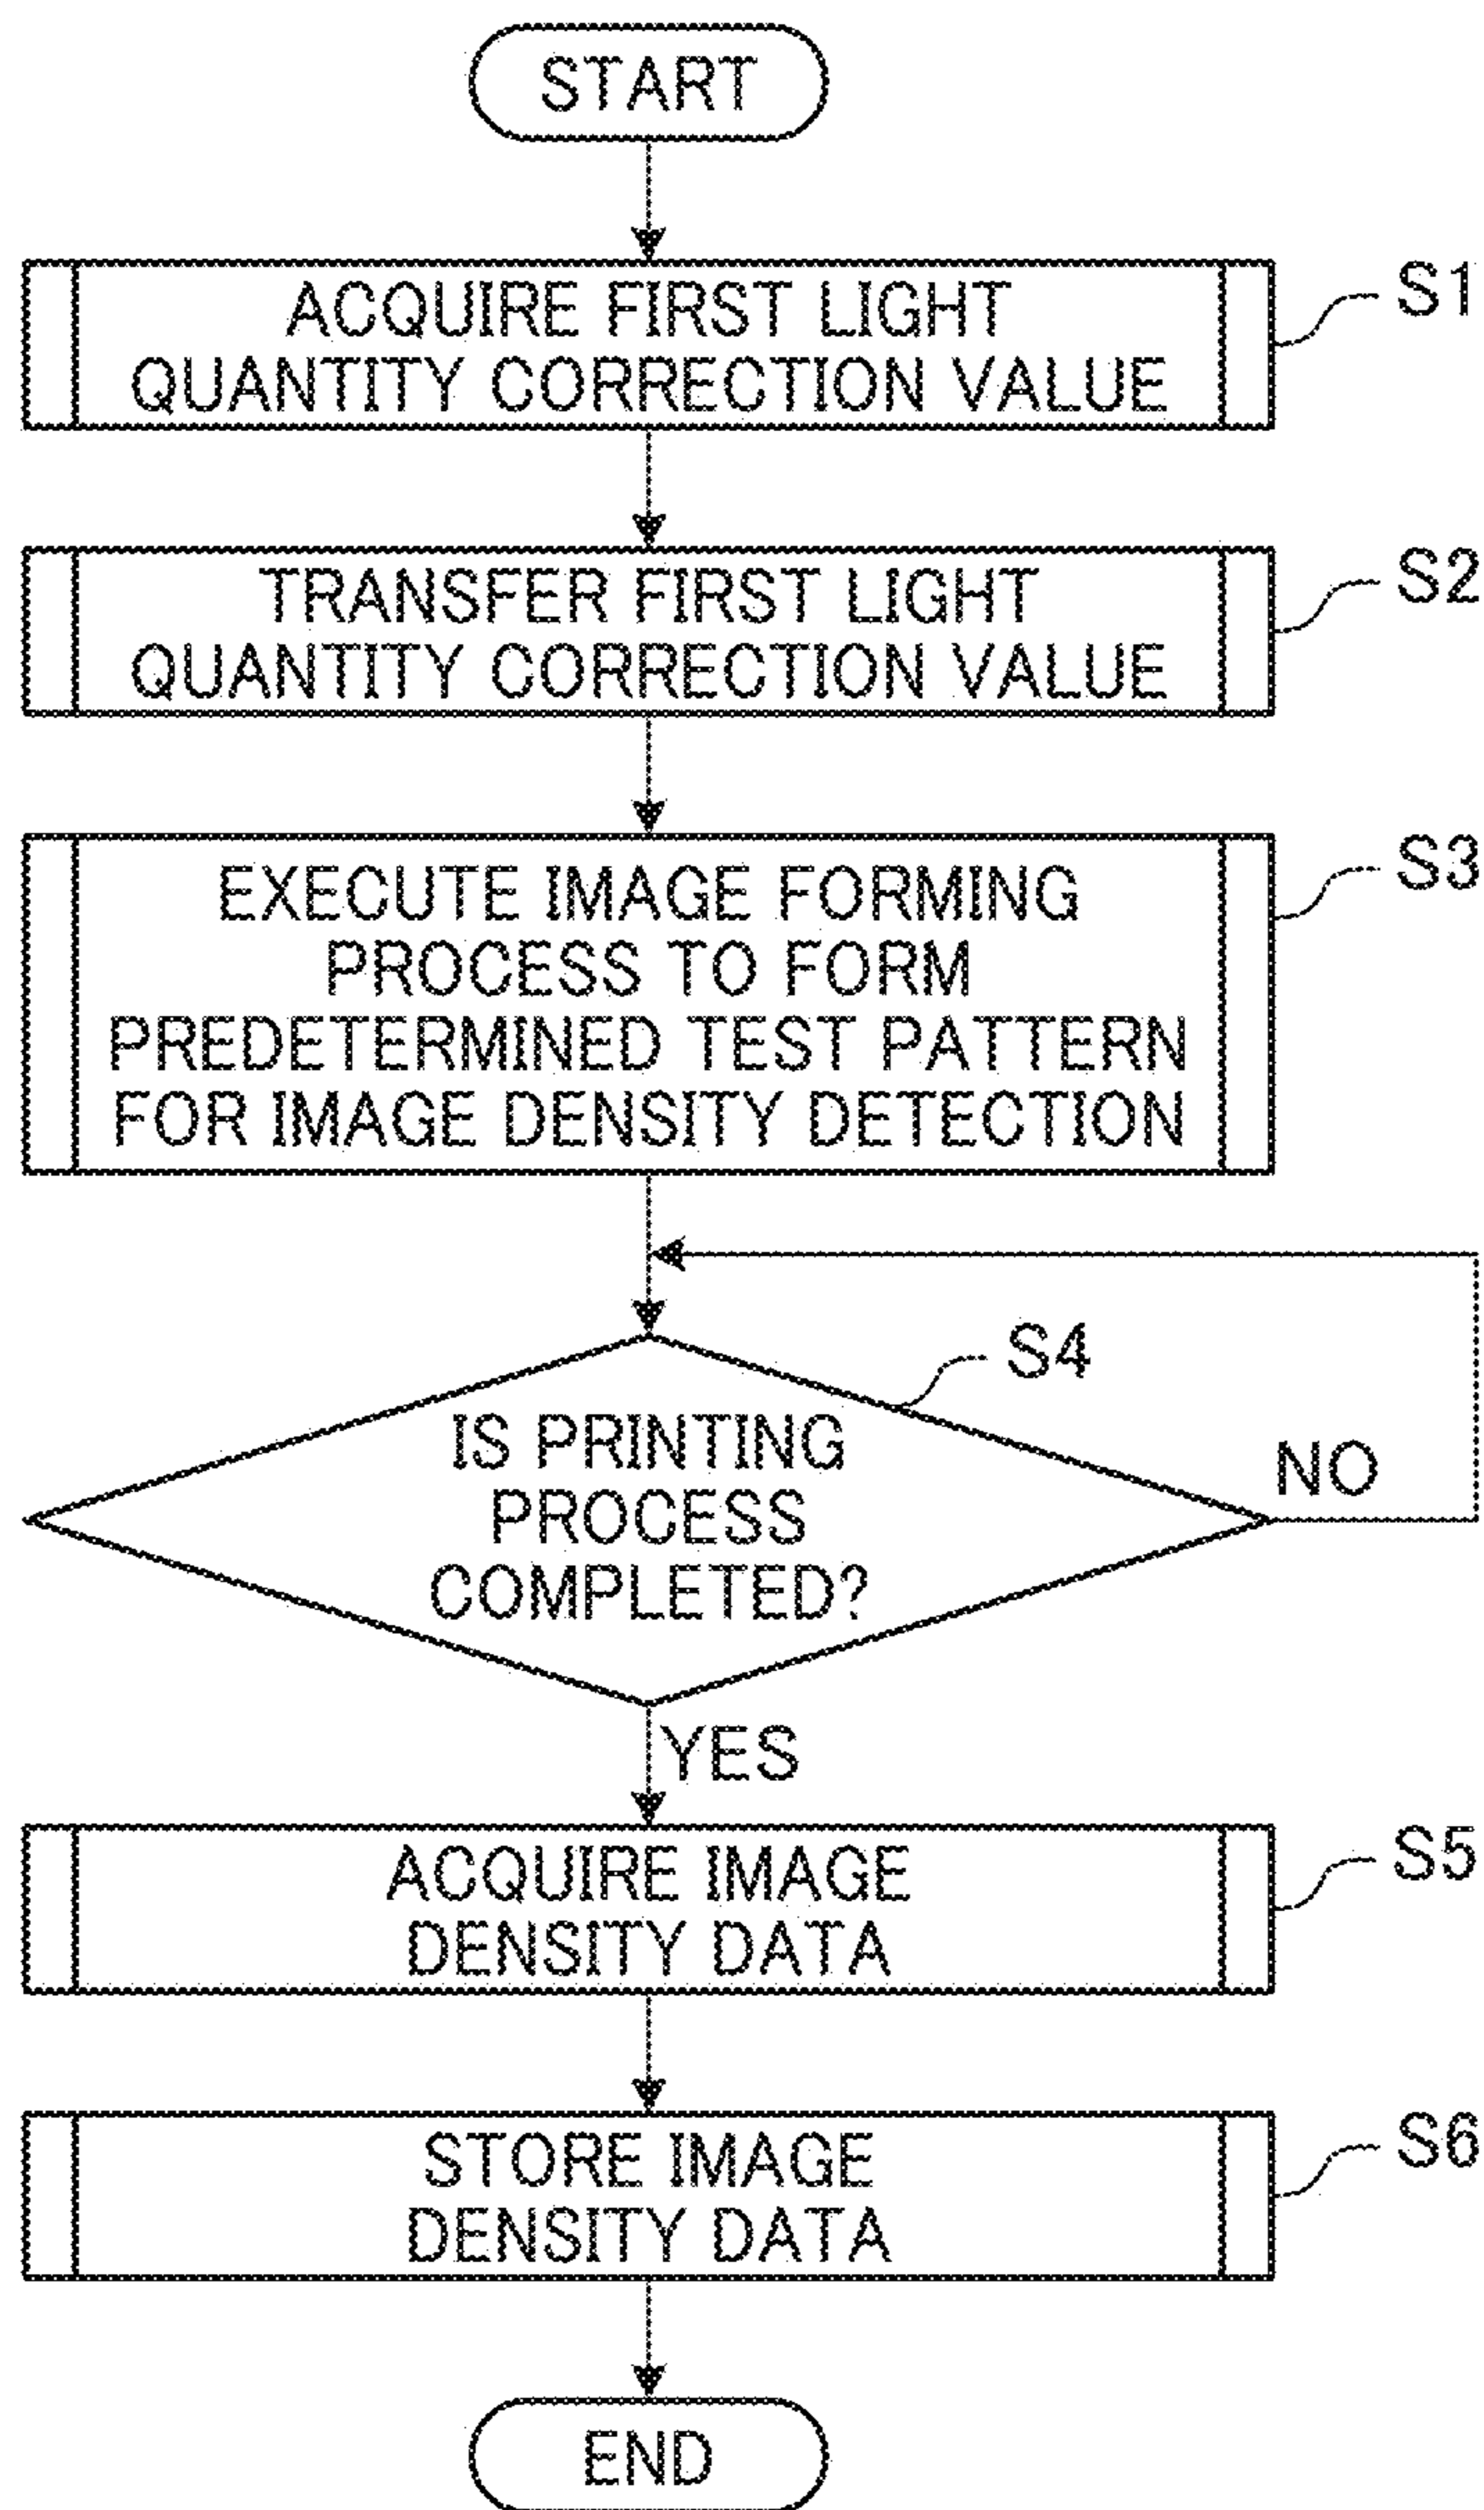 START
ACQUIRE FIRST LIGHT
QUANTITY CORRECTION VALUE
S1
TRANSFER FIRST LIGHT
QUANTITY CORRECTION VALUE
S2
EXECUTE IMAGE FORMING
PROCESS TO FORM
PREDETERMINED TEST PATTERN
FOR IMAGE DENSITY DETECTION
S3
S4
IS PRINTING
PROCESS
COMPLETED?
NO
YES
ACQUIRE IMAGE
DENSITY DATA
S5
STORE IMAGE
DENSITY DATA
S6
END